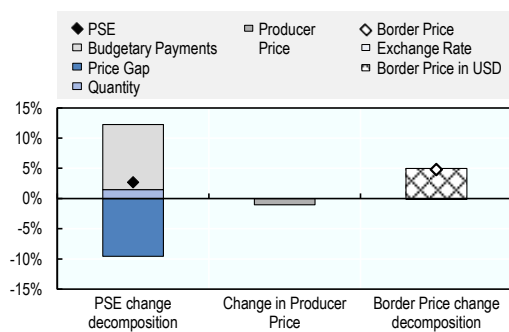 PSE
Budgetary Payments
Price Gap
Quantity
Producer
Price
Border Price
Exchange Rate
Border Price in USD
15%
10%
5%
0%
-5%
-10%
-15%
PSE change
decomposition
Change in Producer
Price
Border Price change
decomposition